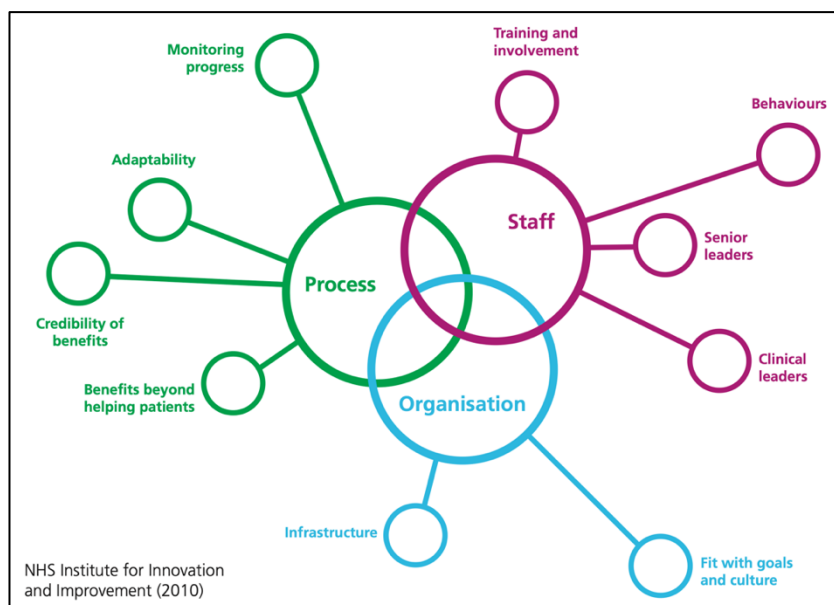 Monitoring
progress
Training and
involvement
Behaviours
Adaptability
Staff
Senior
leaders
Process
Credibility of
benefits
Clinical
leaders
Benefits beyond
helping patients
Organisation
Infrastructure
Fit with goals
and culture
NHS Institute for Innovation
and Improvement (2010)